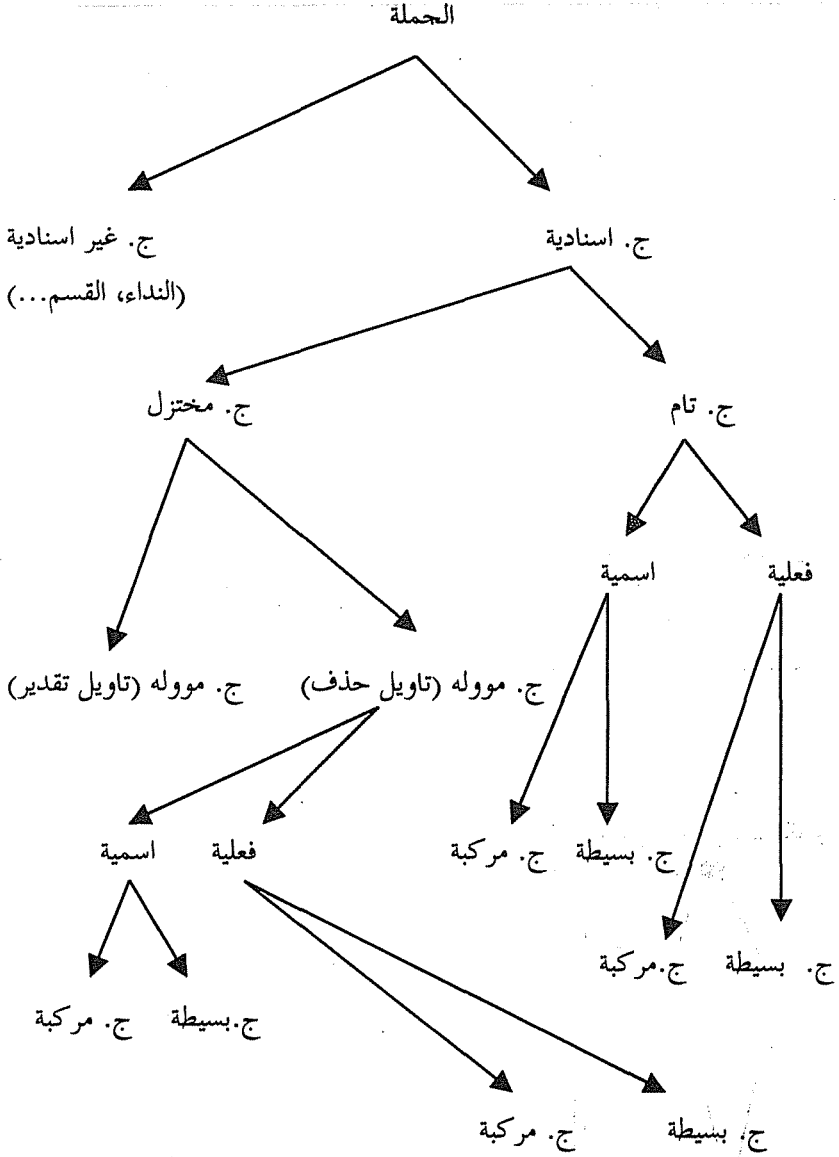 الجملة
ج. اسنادية
ج. غير اسنادية
(النداء، القسم...)
ج. تام
ج. مختزل
فعلية
اسمية
ج. مووله (تاويل حذف)
ج. مووله (تاويل تقدير)
ج. بسيطة
ج. مركبة
فعلية
اسمية
ج. بسيطة
ج.مركبة
ج.بسيطة
ج. مركبة
ج. بسيطة
ج. مركبة